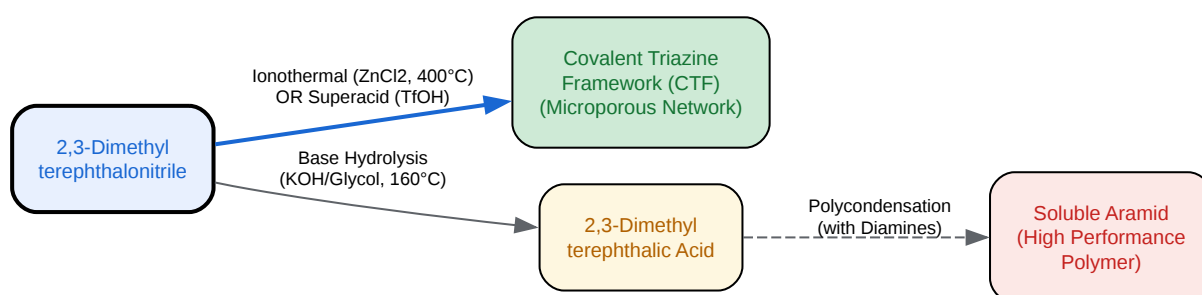 2,3-Dimethyl
terephthalonitrile
Ionothermal (ZnCl2, 400°C)
OR Superacid (TfOH)
Covalent Triazine
Framework (CTF)
(Microporous Network)
Base Hydrolysis
(KOH/Glycol, 160°C)
2,3-Dimethyl
terephthalic Acid
Polycondensation
(with Diamines)
Soluble Aramid
(High Performance
Polymer)